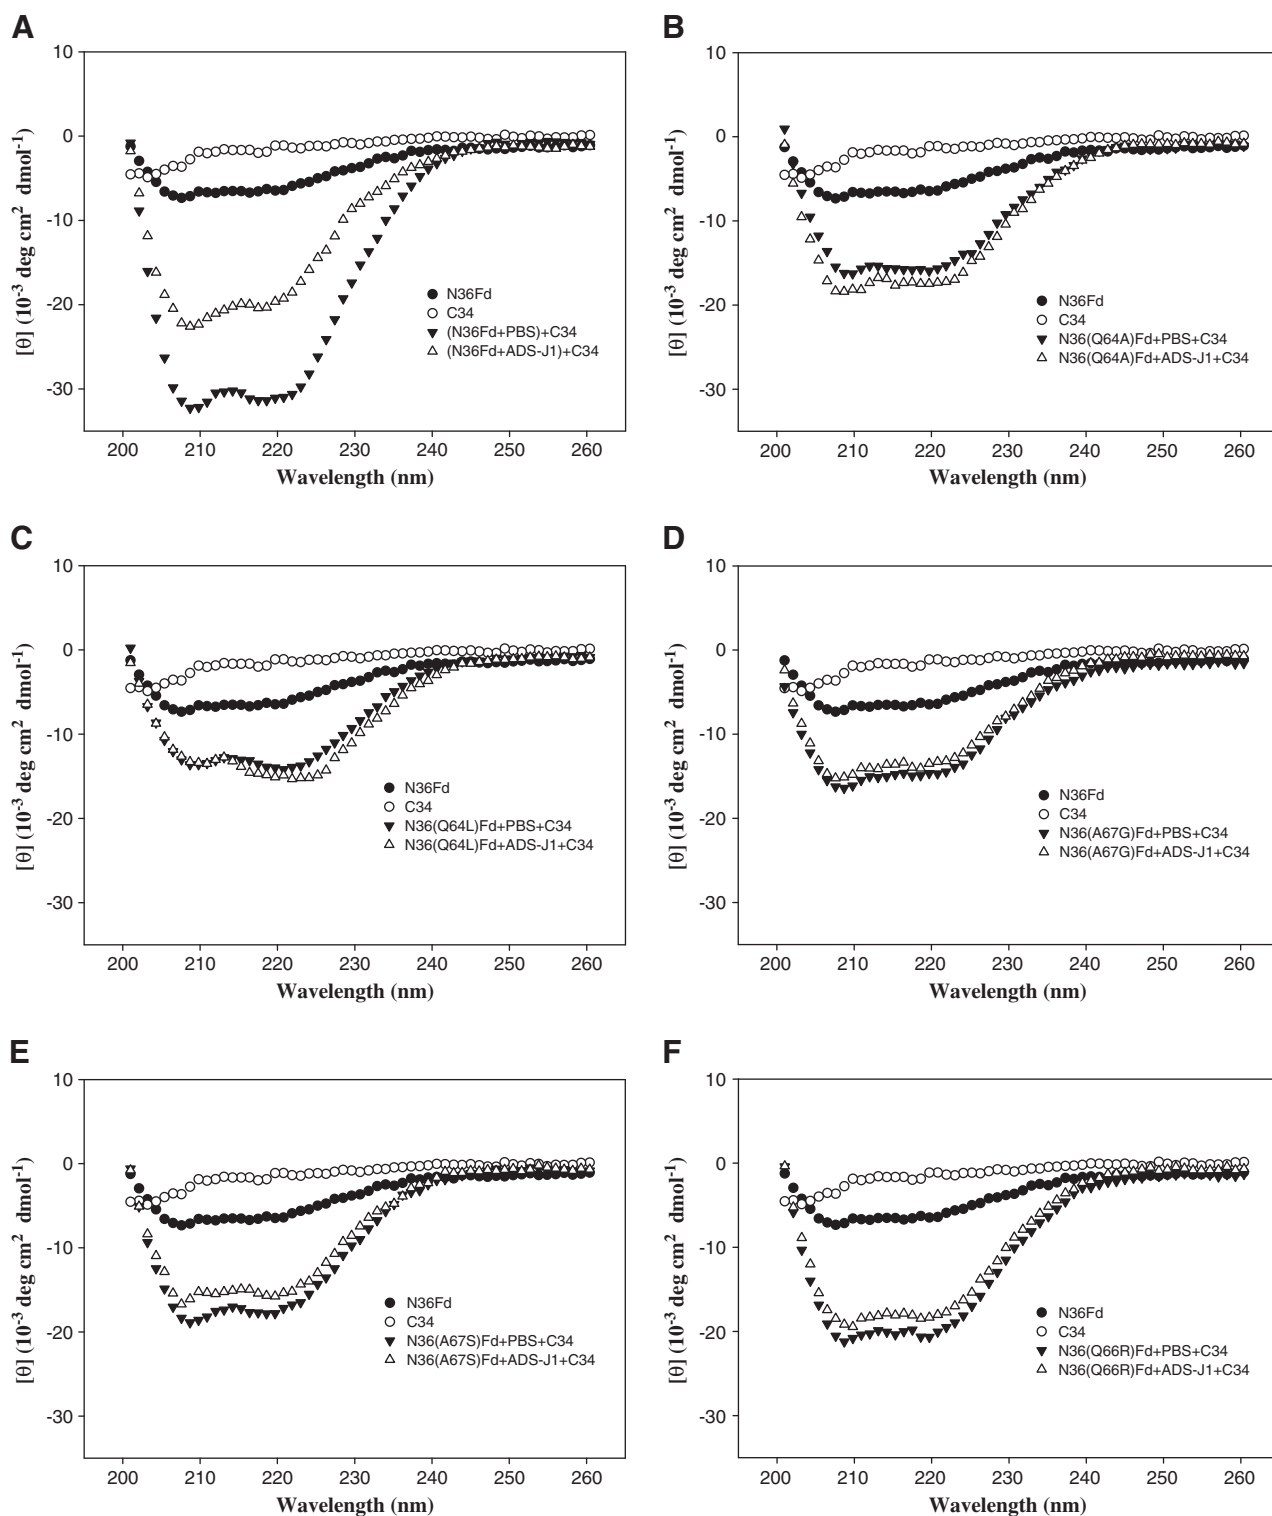 A
10
0
-10
-20
-30
[θ] (10-3 deg cm2 dmol-1)
N36Fd
C34
(N36Fd+PBS)+C34
(N36Fd+ADS-J1)+C34
200 210 220 230 240 250 260
Wavelength (nm)
B
10
0
-10
-20
-30
[θ] (10-3 deg cm2 dmol-1)
N36Fd
C34
N36(Q64A)Fd+PBS+C34
N36(Q64A)Fd+ADS-J1+C34
200 210 220 230 240 250 260
Wavelength (nm)
C
10
0
-10
-20
-30
[θ] (10-3 deg cm2 dmol-1)
N36Fd
C34
N36(Q64L)Fd+PBS+C34
N36(Q64L)Fd+ADS-J1+C34
200 210 220 230 240 250 260
Wavelength (nm)
D
10
0
-10
-20
-30
[θ] (10-3 deg cm2 dmol-1)
N36Fd
C34
N36(A67G)Fd+PBS+C34
N36(A67G)Fd+ADS-J1+C34
200 210 220 230 240 250 260
Wavelength (nm)
E
10
0
-10
-20
-30
[θ] (10-3 deg cm2 dmol-1)
N36Fd
C34
N36(A67S)Fd+PBS+C34
N36(A67S)Fd+ADS-J1+C34
200 210 220 230 240 250 260
Wavelength (nm)
F
10
0
-10
-20
-30
[θ] (10-3 deg cm2 dmol-1)
N36Fd
C34
N36(Q66R)Fd+PBS+C34
N36(Q66R)Fd+ADS-J1+C34
200 210 220 230 240 250 260
Wavelength (nm)